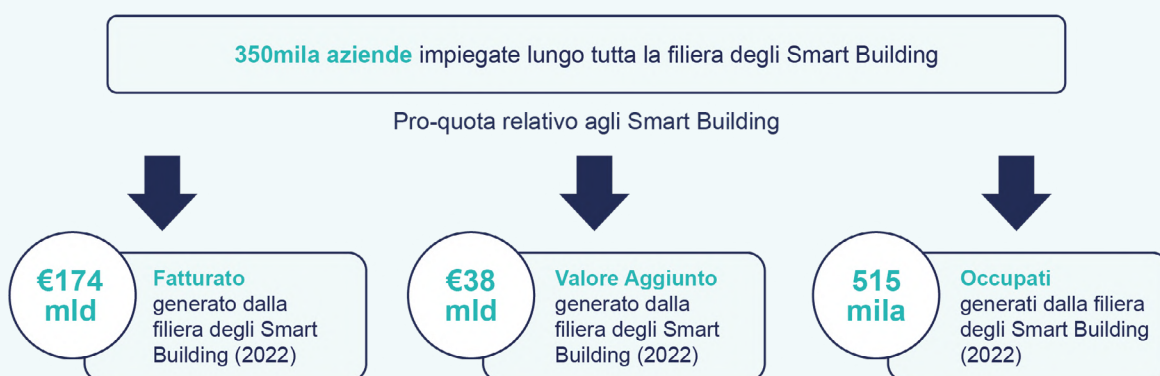 350mila aziende impiegate lungo tutta la filiera degli Smart Building
Pro-quota relativo agli Smart Building
€174
mld
Fatturato
generato dalla
filiera degli Smart
Building (2022)
€38
mld
Valore Aggiunto
generato dalla
filiera degli Smart
Building (2022)
515
mila
Occupati
generati dalla filiera
degli Smart Building
(2022)